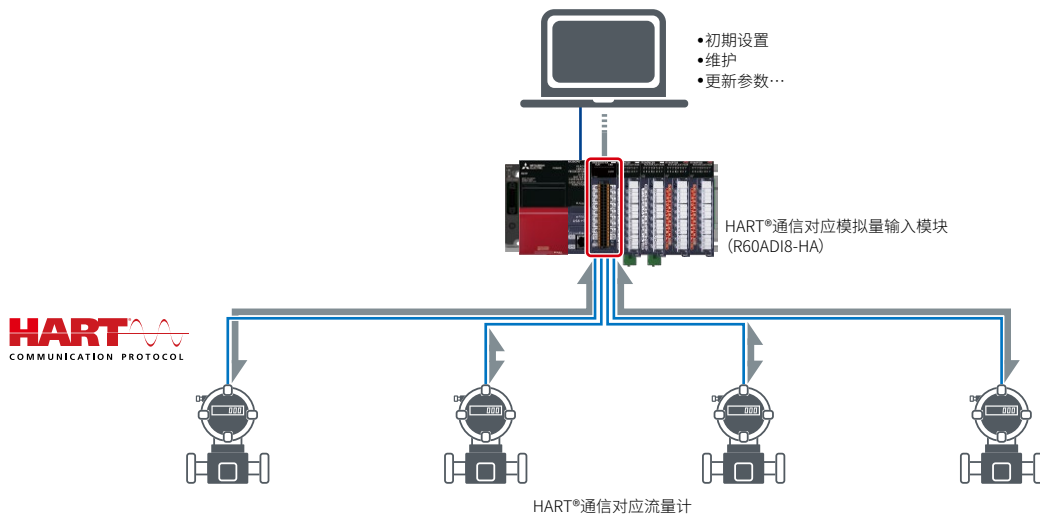 •初期设置
•维护
•更新参数…
HART®通信对应模拟量输入模块
（R60ADI8-HA）
HART
COMMUNICATION PROTOCOL
HART®通信对应流量计